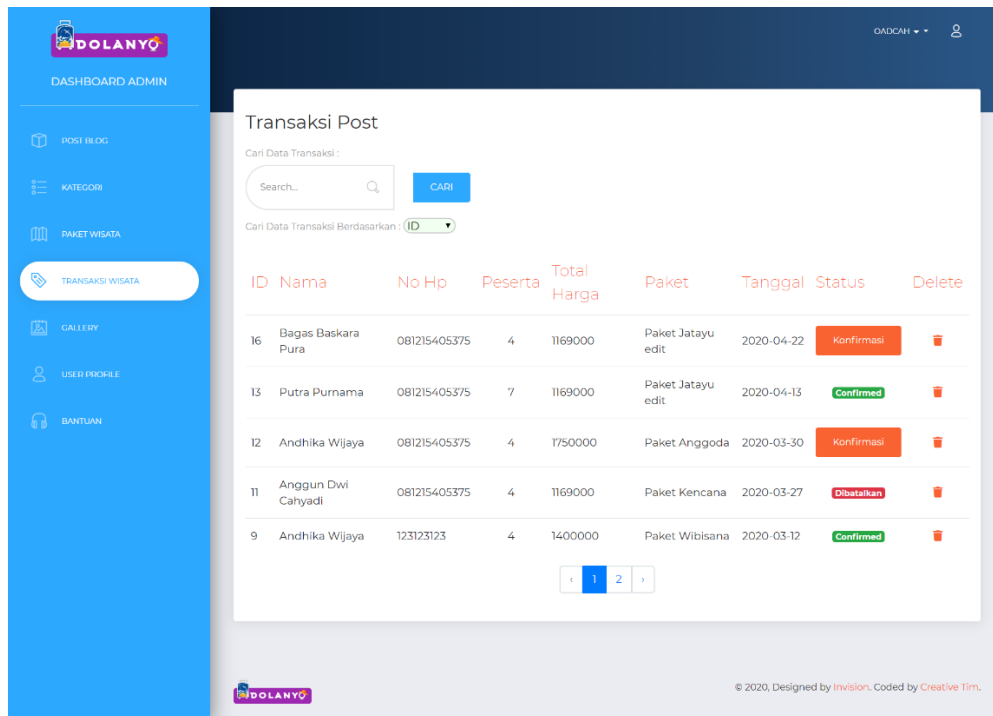 DOLANYO
DASHBOARD ADMIN
POST BLOG
KATEGORI
PAKET WISATA
TRANSAKSI WISATA
GALLERY
USER PROFILE
BANTUAN
OADCAH
Transaksi Post
Cari Data Transaksi :
Search... CARI
Cari Data Transaksi Berdasarkan : ID
ID Nama No Hp Peserta Total Harga Paket Tanggal Status Delete
16 Bagas Baskara Pura 081215405375 4 1169000 Paket Jatayu edit 2020-04-22 Konfirmasi
13 Putra Purnama 081215405375 7 1169000 Paket Jatayu edit 2020-04-13 Confirmed
12 Andhika Wijaya 081215405375 4 1750000 Paket Anggoda 2020-03-30 Konfirmasi
11 Anggun Dwi Cahyadi 081215405375 4 1169000 Paket Kencana 2020-03-27 Dibatalkan
9 Andhika Wijaya 123123123 4 1400000 Paket Wibisana 2020-03-12 Confirmed
‹ 1 2 ›
DOLANYO
© 2020, Designed by Invision. Coded by Creative Tim.